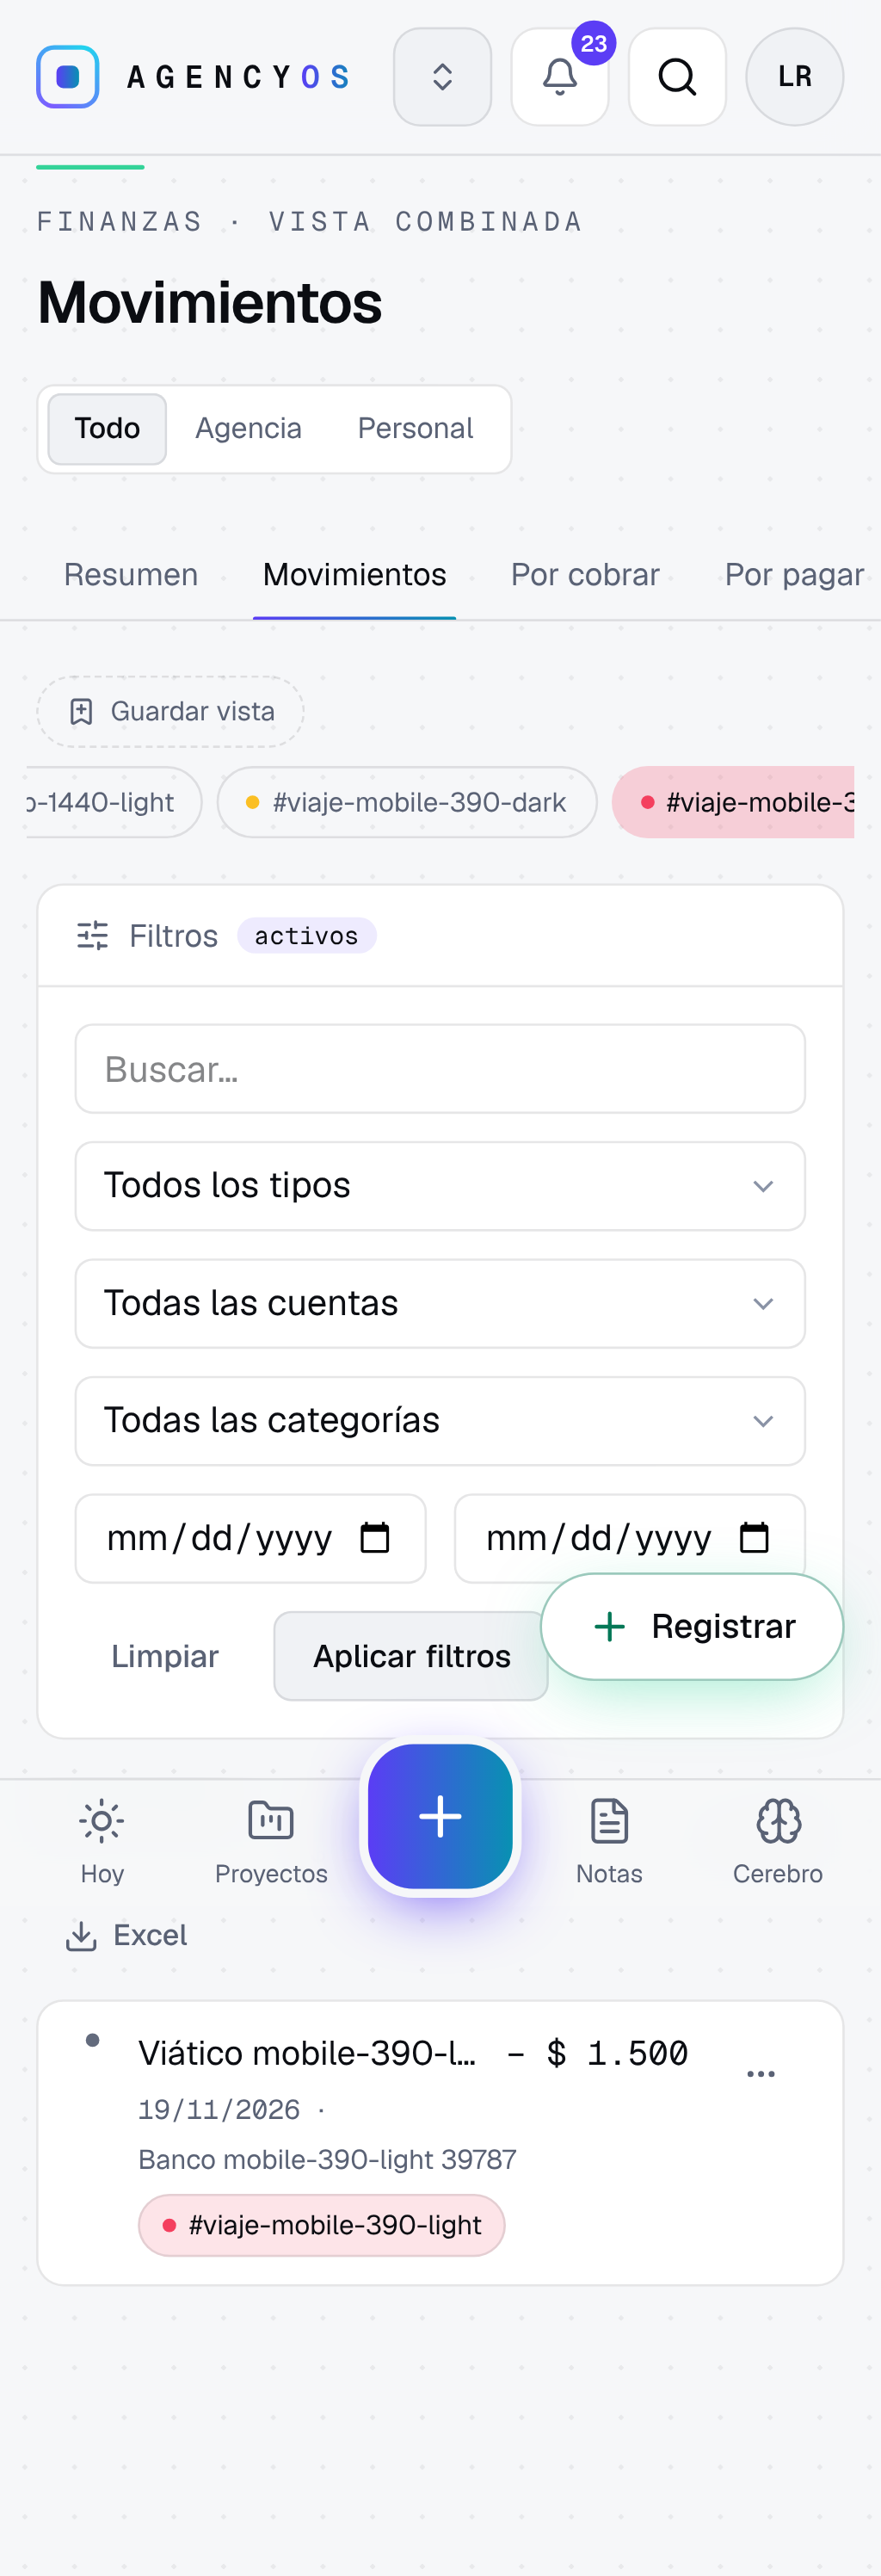 AGENCYOS
23
LR
FINANZAS · VISTA COMBINADA
Movimientos
Todo Agencia Personal
Resumen Movimientos Por cobrar Por pagar
Guardar vista
o-1440-light #viaje-mobile-390-dark #viaje-mobile-3
Filtros activos
Buscar...
Todos los tipos
Todas las cuentas
Todas las categorías
mm/dd/yyyy mm/dd/yyyy
Registrar
Limpiar Aplicar filtros
Hoy Proyectos Notas Cerebro
Excel
Viático mobile-390-l... – $ 1.500
19/11/2026 ·
Banco mobile-390-light 39787
#viaje-mobile-390-light